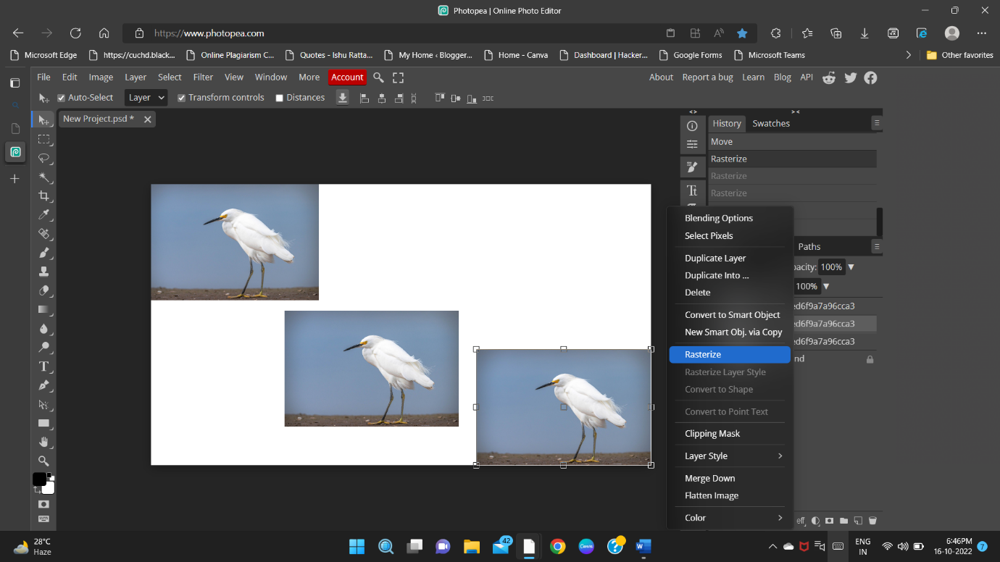 Photopea | Online Photo Editor
https://www.photopea.com
Microsoft Edge https://cuchd.black... Online Plagiarism C... Quotes - Ishu Ratta... My Home ‹ Blogger... Home - Canva Dashboard | Hacker... Google Forms Microsoft Teams Other favorites
File Edit Image Layer Select Filter View Window More Account About Report a bug Learn Blog API
Auto-Select Layer Transform controls Distances
New Project.psd *
History Swatches
Move
Rasterize
Rasterize
Rasterize
Blending Options
Select Pixels
Duplicate Layer
Duplicate Into ...
Delete
Convert to Smart Object
New Smart Obj. via Copy
Rasterize
Rasterize Layer Style
Convert to Shape
Convert to Point Text
Clipping Mask
Layer Style
Merge Down
Flatten Image
Color
Paths
pacity: 100%
100%
ed6f9a7a96cca3
ed6f9a7a96cca3
ed6f9a7a96cca3
nd
eff
28°C
Haze
42
ENG
IN
6:46PM
16-10-2022
7